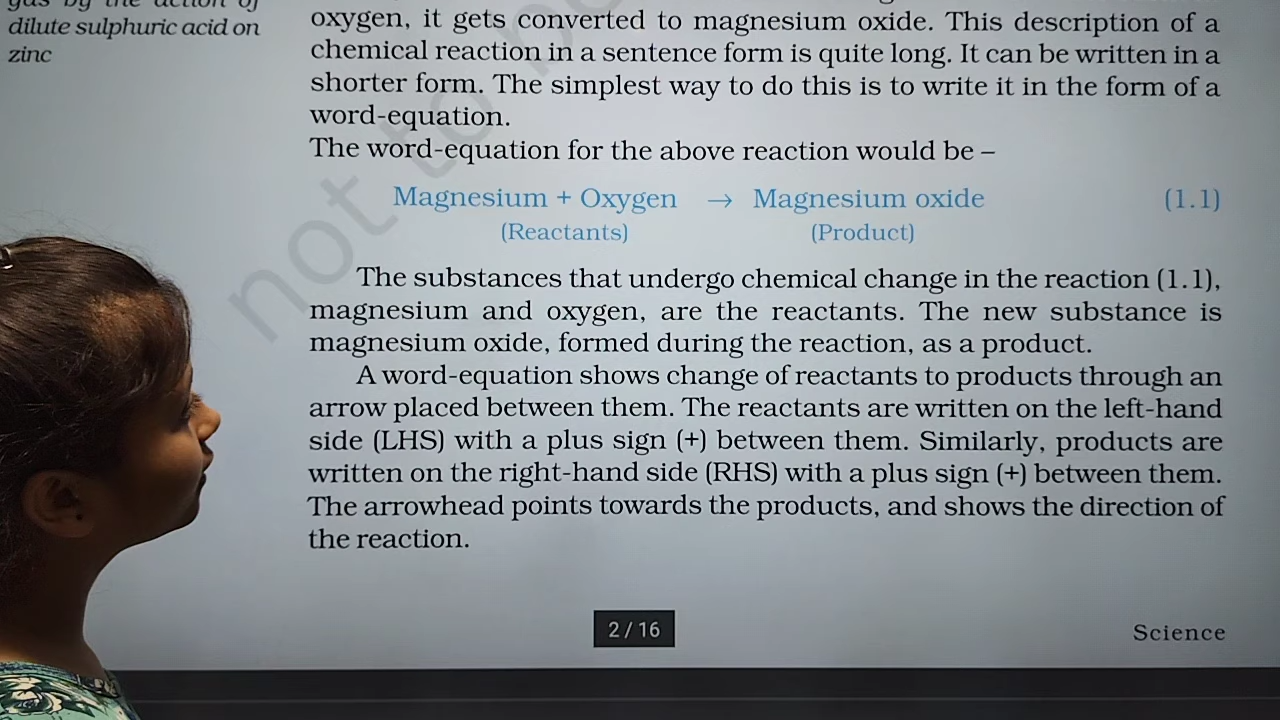 gas by the action of
dilute sulphuric acid on
zinc
oxygen, it gets converted to magnesium oxide. This description of a
chemical reaction in a sentence form is quite long. It can be written in a
shorter form. The simplest way to do this is to write it in the form of a
word-equation.
The word-equation for the above reaction would be –
Magnesium + Oxygen → Magnesium oxide (1.1)
(Reactants) (Product)
The substances that undergo chemical change in the reaction (1.1),
magnesium and oxygen, are the reactants. The new substance is
magnesium oxide, formed during the reaction, as a product.
A word-equation shows change of reactants to products through an
arrow placed between them. The reactants are written on the left-hand
side (LHS) with a plus sign (+) between them. Similarly, products are
written on the right-hand side (RHS) with a plus sign (+) between them.
The arrowhead points towards the products, and shows the direction of
the reaction.
2 / 16
Science
not to